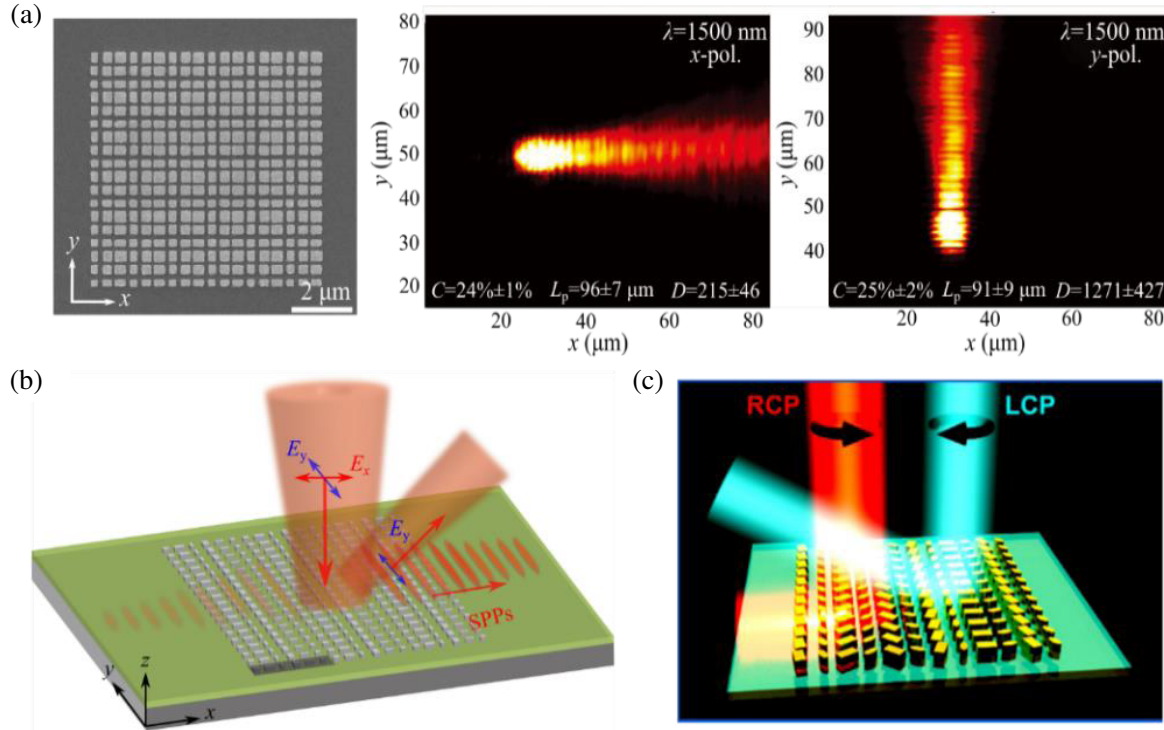 (a)
y
x
2 μm
80
70
60
50
40
30
20
y (μm)
λ=1500 nm
x-pol.
C=24%±1% Lp=96±7 μm D=215±46
20 40 60 80
x (μm)
90
80
70
60
50
40
y (μm)
λ=1500 nm
y-pol.
C=25%±2% Lp=91±9 μm D=1271±427
20 40 60 80
x (μm)
(b)
Ey
Ex
Ey
SPPs
z
y
x
(c)
RCP
LCP